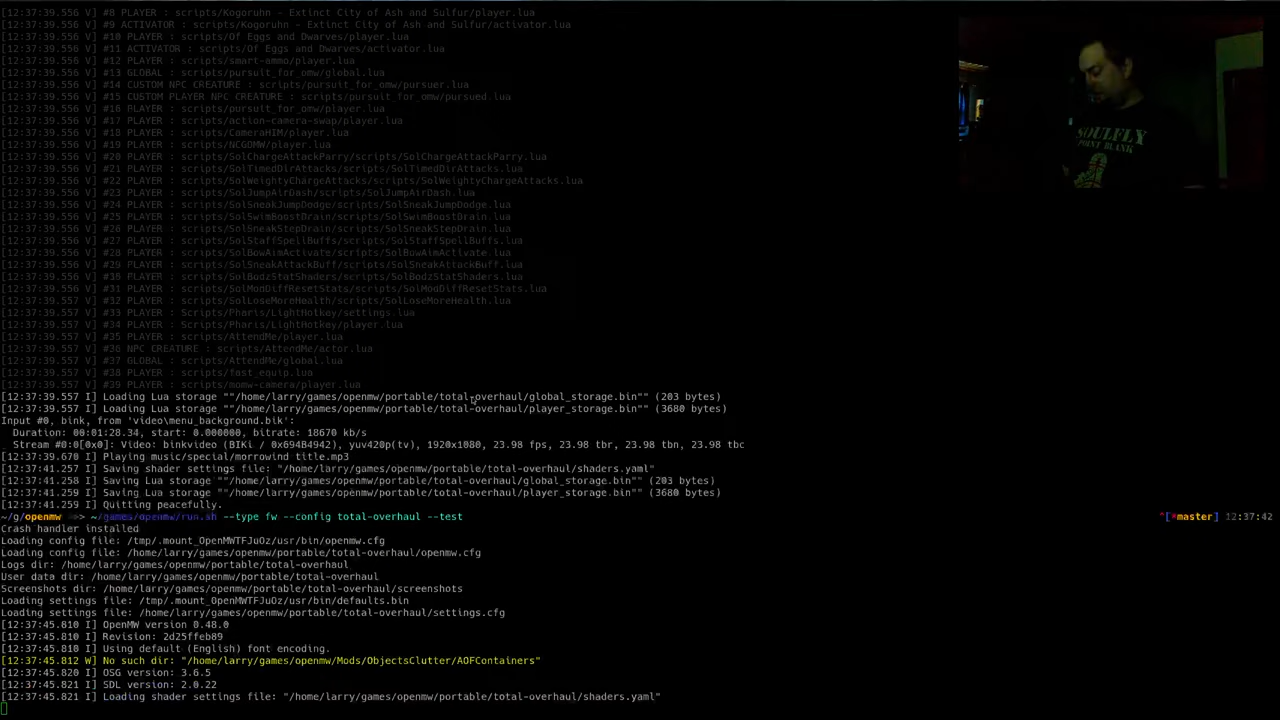 [12:37:39.556 V] #8 PLAYER : scripts/Kogoruhn - Extinct City of Ash and Sulfur/player.lua
[12:37:39.556 V] #9 ACTIVATOR : scripts/Kogoruhn - Extinct City of Ash and Sulfur/activator.lua
[12:37:39.556 V] #10 PLAYER : scripts/Of Eggs and Dwarves/player.lua
[12:37:39.556 V] #11 ACTIVATOR : scripts/Of Eggs and Dwarves/activator.lua
[12:37:39.556 V] #12 PLAYER : scripts/smart-ammo/player.lua
[12:37:39.556 V] #13 GLOBAL : scripts/pursuit_for_omw/global.lua
[12:37:39.556 V] #14 CUSTOM NPC CREATURE : scripts/pursuit_for_omw/pursuer.lua
[12:37:39.556 V] #15 CUSTOM PLAYER NPC CREATURE : scripts/pursuit_for_omw/pursued.lua
[12:37:39.556 V] #16 PLAYER : scripts/pursuit_for_omw/player.lua
[12:37:39.556 V] #17 PLAYER : scripts/action-camera-swap/player.lua
[12:37:39.556 V] #18 PLAYER : scripts/CameraHIM/player.lua
[12:37:39.556 V] #19 PLAYER : scripts/NCGDMW/player.lua
[12:37:39.556 V] #20 PLAYER : scripts/SolChargeAttackParry/scripts/SolChargeAttackParry.lua
[12:37:39.556 V] #21 PLAYER : scripts/SolTimedDirAttacks/scripts/SolTimedDirAttacks.lua
[12:37:39.556 V] #22 PLAYER : scripts/SolWeightyChargeAttacks/scripts/SolWeightyChargeAttacks.lua
[12:37:39.556 V] #23 PLAYER : scripts/SolJumpAirDash/scripts/SolJumpAirDash.lua
[12:37:39.556 V] #24 PLAYER : scripts/SolSneakJumpDodge/scripts/SolSneakJumpDodge.lua
[12:37:39.556 V] #25 PLAYER : scripts/SolSwimBoostDrain/scripts/SolSwimBoostDrain.lua
[12:37:39.556 V] #26 PLAYER : scripts/SolSneakStepDrain/scripts/SolSneakStepDrain.lua
[12:37:39.556 V] #27 PLAYER : scripts/SolStaffSpellBuffs/scripts/SolStaffSpellBuffs.lua
[12:37:39.556 V] #28 PLAYER : scripts/SolBowAimActivate/scripts/SolBowAimActivate.lua
[12:37:39.556 V] #29 PLAYER : scripts/SolSneakAttackBuff/scripts/SolSneakAttackBuff.lua
[12:37:39.556 V] #30 PLAYER : scripts/SolBodzStatShaders/scripts/SolBodzStatShaders.lua
[12:37:39.557 V] #31 PLAYER : scripts/SolModDiffResetStats/scripts/SolModDiffResetStats.lua
[12:37:39.557 V] #32 PLAYER : scripts/SolLoseMoreHealth/scripts/SolLoseMoreHealth.lua
[12:37:39.557 V] #33 PLAYER : scripts/Pharis/LightHotkey/settings.lua
[12:37:39.557 V] #34 PLAYER : scripts/Pharis/LightHotkey/player.lua
[12:37:39.557 V] #35 PLAYER : scripts/AttendMe/player.lua
[12:37:39.557 V] #36 NPC CREATURE : scripts/AttendMe/actor.lua
[12:37:39.557 V] #37 GLOBAL : scripts/AttendMe/global.lua
[12:37:39.557 V] #38 PLAYER : scripts/fast_equip.lua
[12:37:39.557 V] #39 PLAYER : scripts/momw-camera/player.lua
[12:37:39.557 I] Loading Lua storage ""/home/larry/games/openmw/portable/total-overhaul/global_storage.bin"" (203 bytes)
[12:37:39.557 I] Loading Lua storage ""/home/larry/games/openmw/portable/total-overhaul/player_storage.bin"" (3680 bytes)
Input #0, bink, from 'video\menu_background.bik':
  Duration: 00:01:28.34, start: 0.000000, bitrate: 18670 kb/s
  Stream #0:0[0x0]: Video: binkvideo (BIKi / 0x694B4942), yuv420p(tv), 1920x1080, 23.98 fps, 23.98 tbr, 23.98 tbn, 23.98 tbc
[12:37:39.670 I] Playing music/special/morrowind title.mp3
[12:37:41.257 I] Saving shader settings file: "/home/larry/games/openmw/portable/total-overhaul/shaders.yaml"
[12:37:41.258 I] Saving Lua storage ""/home/larry/games/openmw/portable/total-overhaul/global_storage.bin"" (203 bytes)
[12:37:41.259 I] Saving Lua storage ""/home/larry/games/openmw/portable/total-overhaul/player_storage.bin"" (3680 bytes)
[12:37:41.259 I] Quitting peacefully.
~/g/openmw =>> ~/games/openmw/run.sh --type fw --config total-overhaul --test *[*master] 12:37:42
Crash handler installed
Loading config file: /tmp/.mount_OpenMWTFJuOz/usr/bin/openmw.cfg
Loading config file: /home/larry/games/openmw/portable/total-overhaul/openmw.cfg
Logs dir: /home/larry/games/openmw/portable/total-overhaul
User data dir: /home/larry/games/openmw/portable/total-overhaul
Screenshots dir: /home/larry/games/openmw/portable/total-overhaul/screenshots
Loading settings file: /tmp/.mount_OpenMWTFJuOz/usr/bin/defaults.bin
Loading settings file: /home/larry/games/openmw/portable/total-overhaul/settings.cfg
[12:37:45.810 I] OpenMW version 0.48.0
[12:37:45.810 I] Revision: 2d25ffeb89
[12:37:45.810 I] Using default (English) font encoding.
[12:37:45.812 W] No such dir: "/home/larry/games/openmw/Mods/ObjectsClutter/AOFContainers"
[12:37:45.820 I] OSG version: 3.6.5
[12:37:45.821 I] SDL version: 2.0.22
[12:37:45.821 I] Loading shader settings file: "/home/larry/games/openmw/portable/total-overhaul/shaders.yaml"
SOULFLY
POINT BLANK